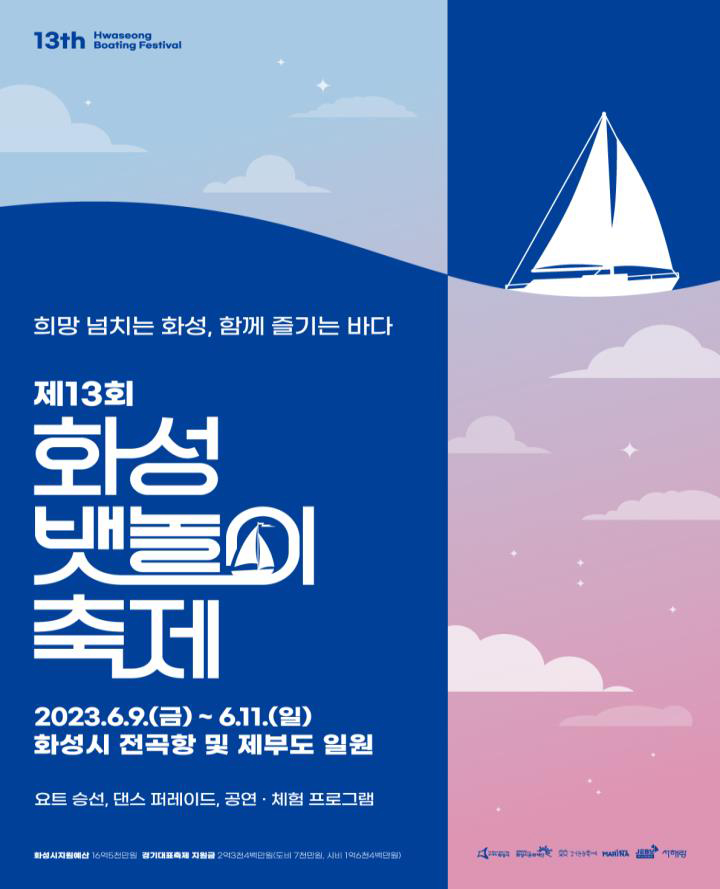 13th Hwaseong
Boating Festival
희망 넘치는 화성, 함께 즐기는 바다
제13회
화성
뱃놀이
축제
2023.6.9.(금) ~ 6.11.(일)
화성시 전곡항 및 제부도 일원
요트 승선, 댄스 퍼레이드, 공연 · 체험 프로그램
화성시지원예산 16억5천만원 경기대표축제 지원금 2억3천4백만원(도비 7천만원, 시비 1억6천4백만원)
MARINA JEBU 서해랑